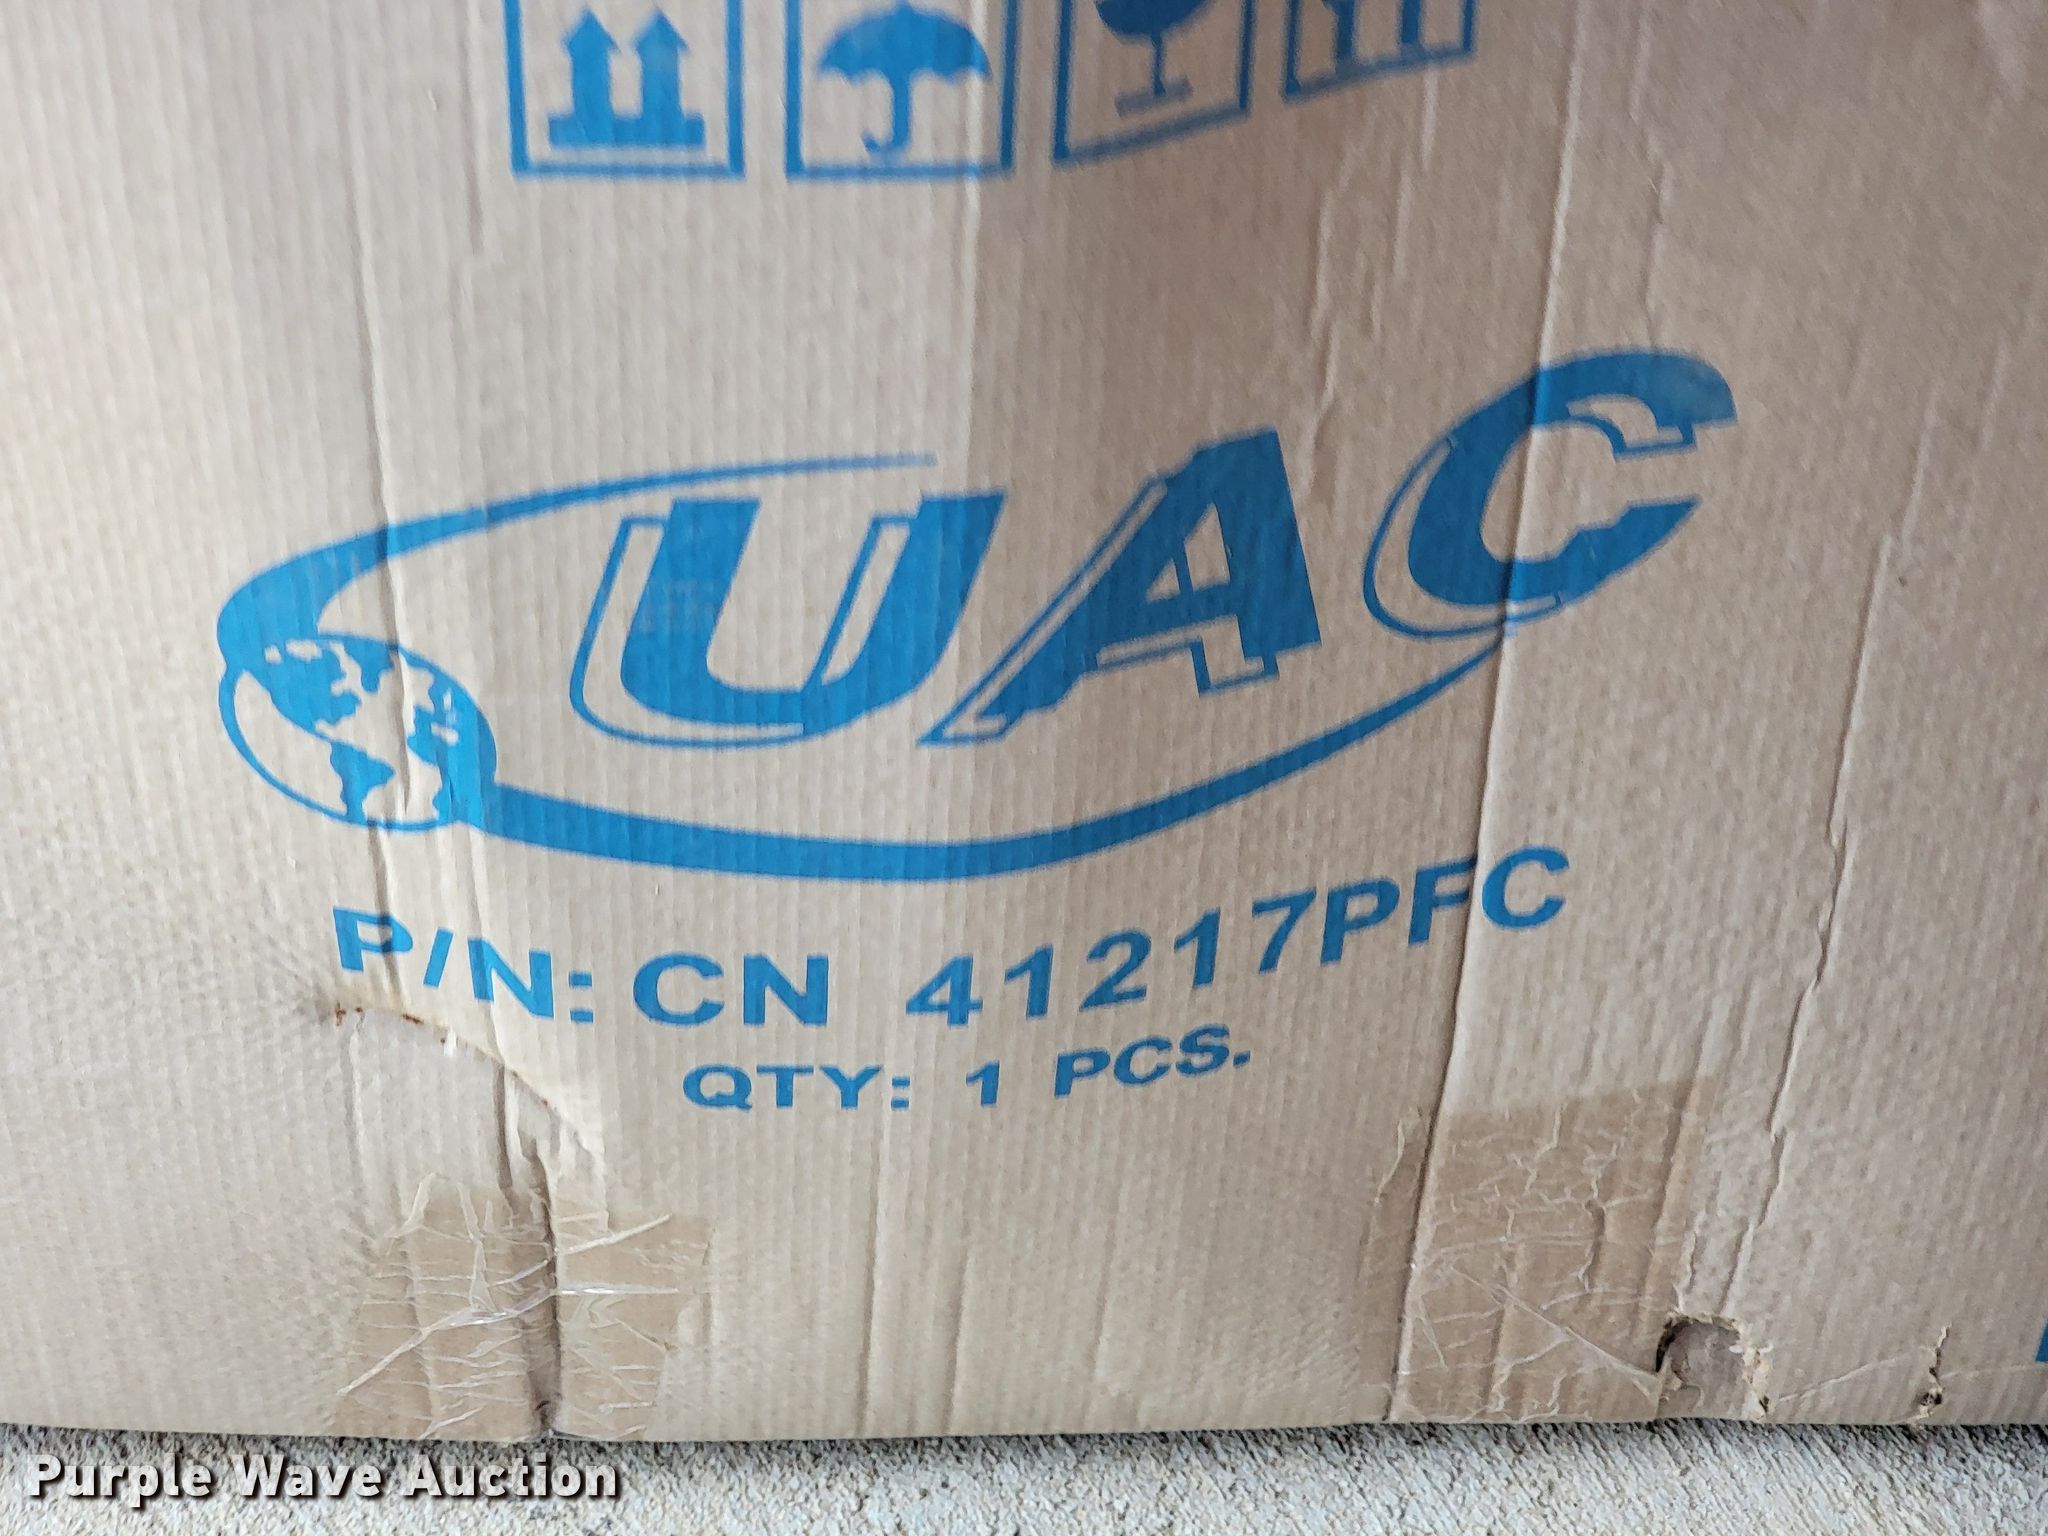 UAC
P/N: CN 41217PFC
QTY: 1 PCS.
Purple Wave Auction